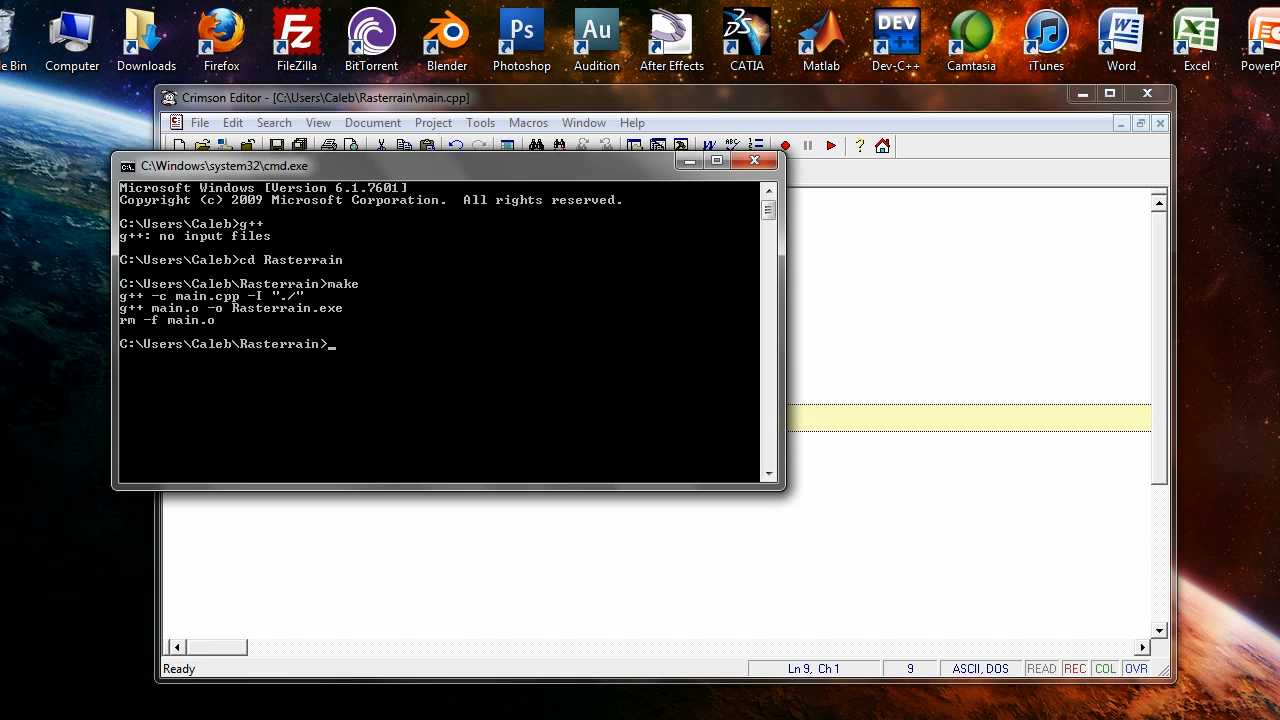 e Bin
Computer
Downloads
Firefox
FileZilla
BitTorrent
Blender
Photoshop
Audition
After Effects
CATIA
Matlab
Dev-C++
Camtasia
iTunes
Word
Excel
PowerP
Fz
Ps
Au
DEV
C++
Crimson Editor - [C:\Users\Caleb\Rasterrain\main.cpp]
File Edit Search View Document Project Tools Macros Window Help
C:\Windows\system32\cmd.exe
Microsoft Windows [Version 6.1.7601]
Copyright (c) 2009 Microsoft Corporation.  All rights reserved.
C:\Users\Caleb>g++
g++: no input files
C:\Users\Caleb>cd Rasterrain
C:\Users\Caleb\Rasterrain>make
g++ -c main.cpp -I "./"
g++ main.o -o Rasterrain.exe
rm -f main.o
C:\Users\Caleb\Rasterrain>_
Ready
Ln 9, Ch 1
9
ASCII, DOS
READ
REC
COL
OVR